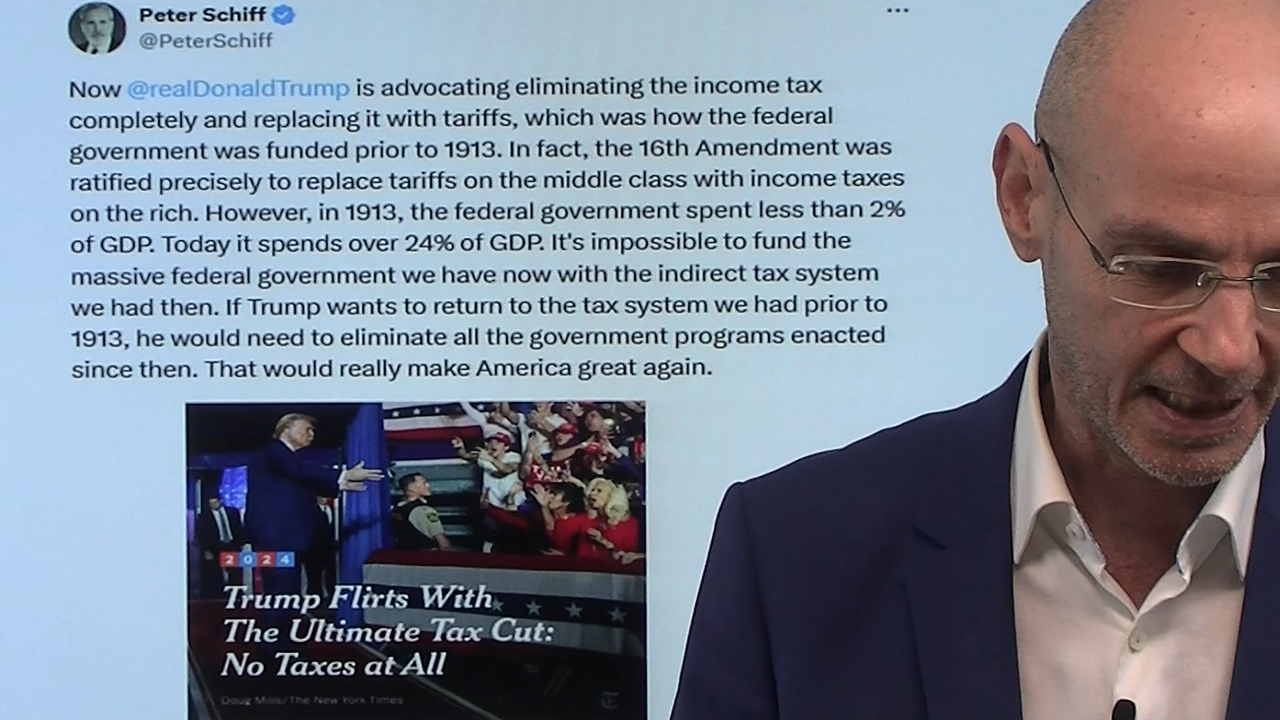 Peter Schiff
@PeterSchiff
Now @realDonaldTrump is advocating eliminating the income tax
completely and replacing it with tariffs, which was how the federal
government was funded prior to 1913. In fact, the 16th Amendment was
ratified precisely to replace tariffs on the middle class with income taxes
on the rich. However, in 1913, the federal government spent less than 2%
of GDP. Today it spends over 24% of GDP. It's impossible to fund the
massive federal government we have now with the indirect tax system
we had then. If Trump wants to return to the tax system we had prior to
1913, he would need to eliminate all the government programs enacted
since then. That would really make America great again.
2024
Trump Flirts With
The Ultimate Tax Cut:
No Taxes at All
Doug Mills/The New York Times